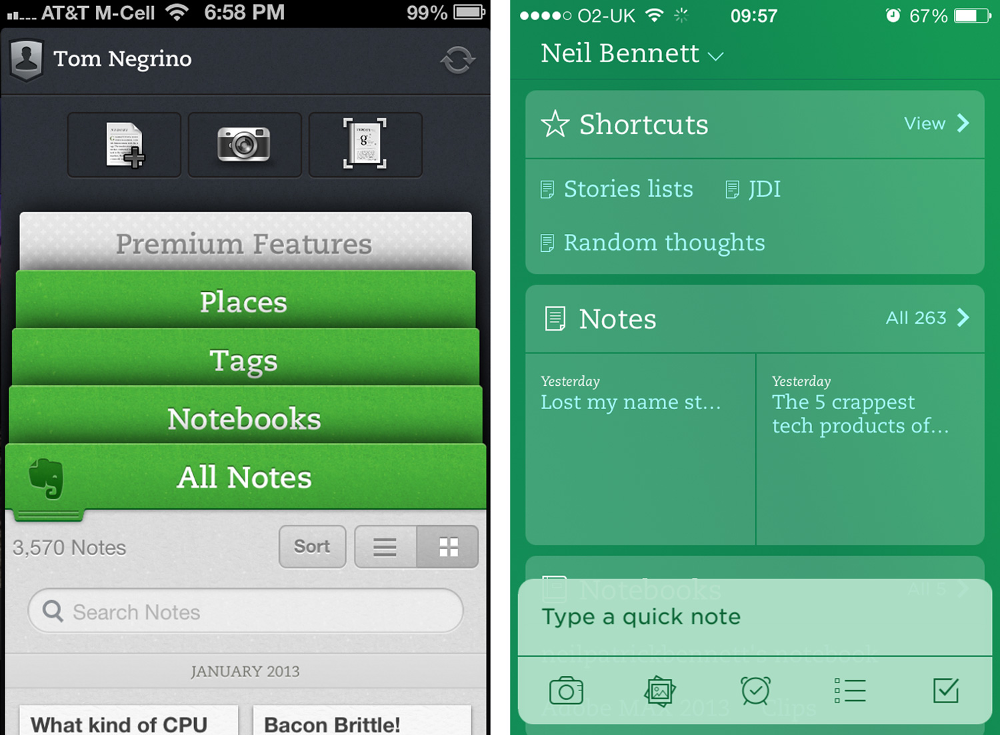 AT&T M-Cell 6:58 PM 99%
Tom Negrino
Premium Features
Places
Tags
Notebooks
All Notes
3,570 Notes
Sort
Search Notes
JANUARY 2013
What kind of CPU
Bacon Brittle!
O2-UK 09:57 67%
Neil Bennett
Shortcuts
View
Stories lists
JDI
Random thoughts
Notes
All 263
Yesterday
Lost my name st...
Yesterday
The 5 crappest
tech products of...
Notebooks
All 5
Type a quick note
neilpatrickbennett's notebook
Adobe MAX 2013
Clips